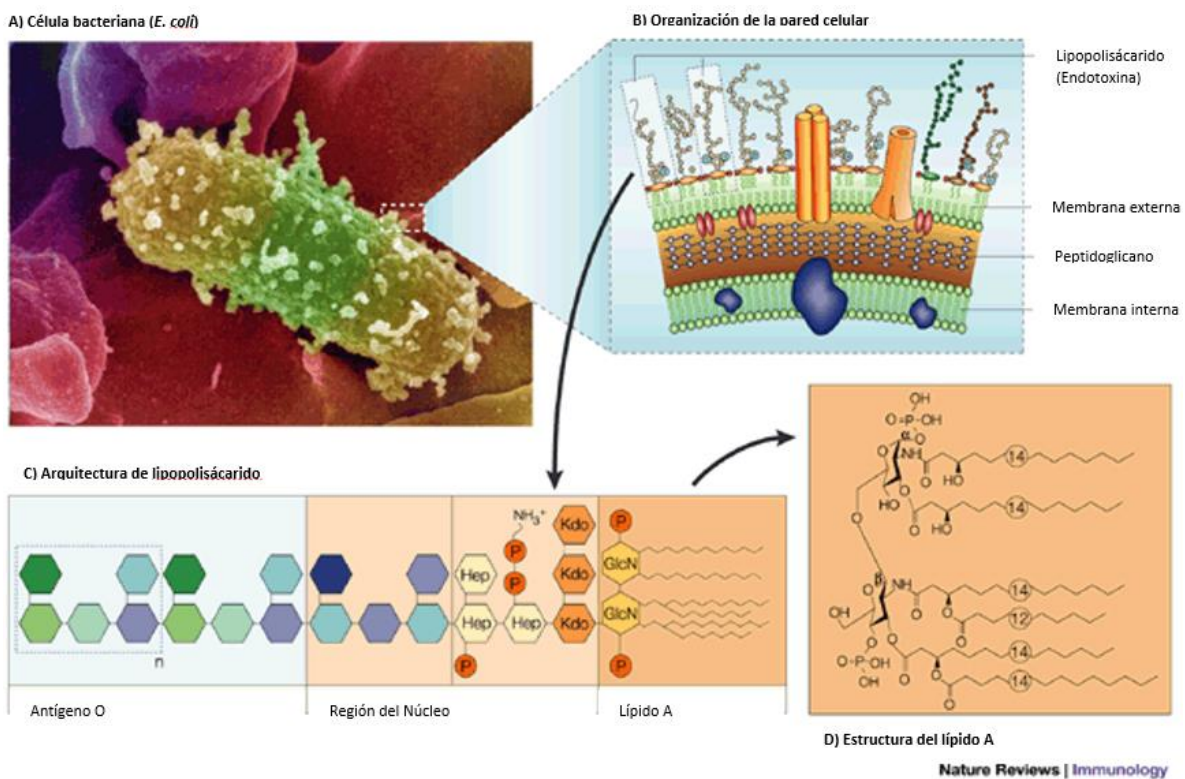 A) Célula bacteriana (E. coli)
B) Organización de la pared celular
Lipopolisácarido
(Endotoxina)
Membrana externa
Peptidoglicano
Membrana interna
C) Arquitectura de lipopolisácarido
NH₃⁺
P
P
Kdo
Hep
Kdo
Hep
Hep
Kdo
P
P
GlcN
GlcN
P
n
Antígeno O
Región del Núcleo
Lípido A
OH
O=P-OH
O
α
O
NH
14
O
HO
HO
O
14
O
HO
O
β
O
NH
14
OH
O
12
O
O
14
O-P-OH
OH
O
O
14
O
D) Estructura del lípido A
Nature Reviews | Immunology